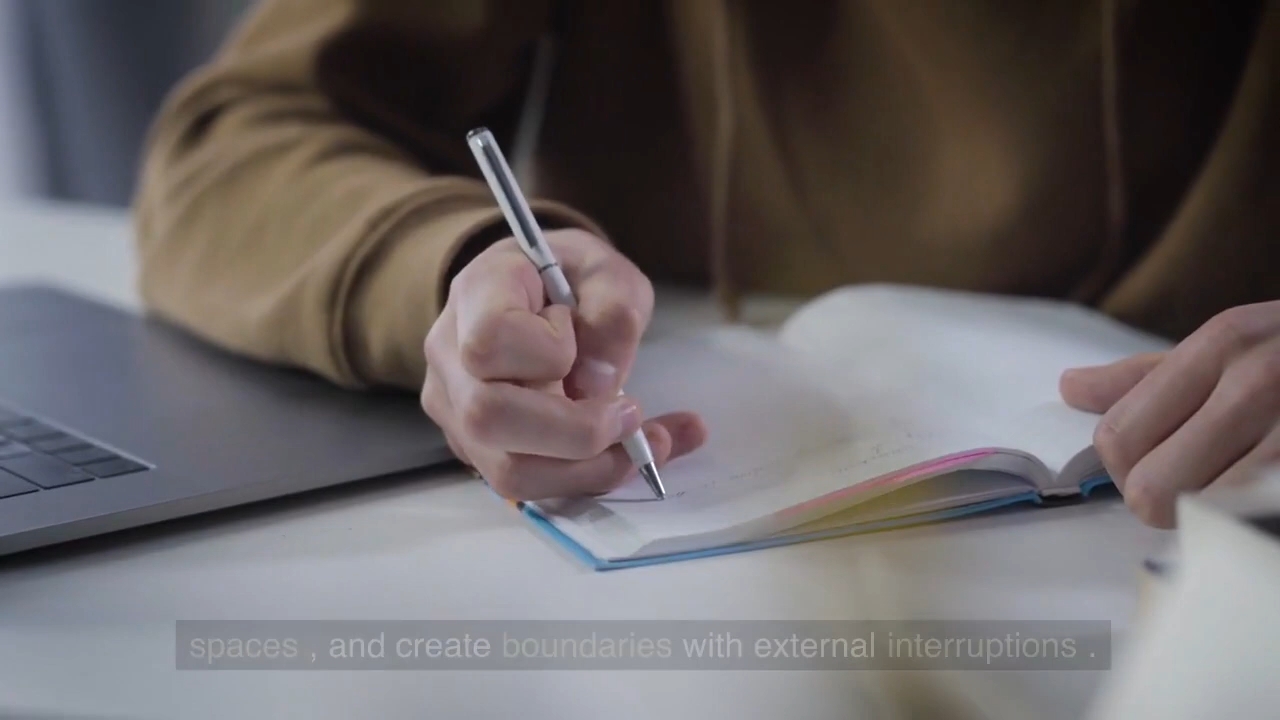 spaces , and create boundaries with external interruptions .